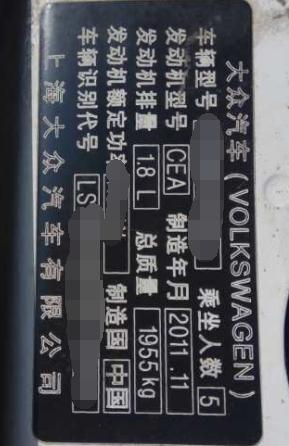 大众汽车(VOLKSWAGEN)
车辆型号 乘坐人数 5
发动机型号 CEA 制造年月 2011.11
发动机排量 1.8 L 总质量 1955kg
发动机额定功 制造国 中国
车辆识别代号 LS
上海大众汽车有限公司